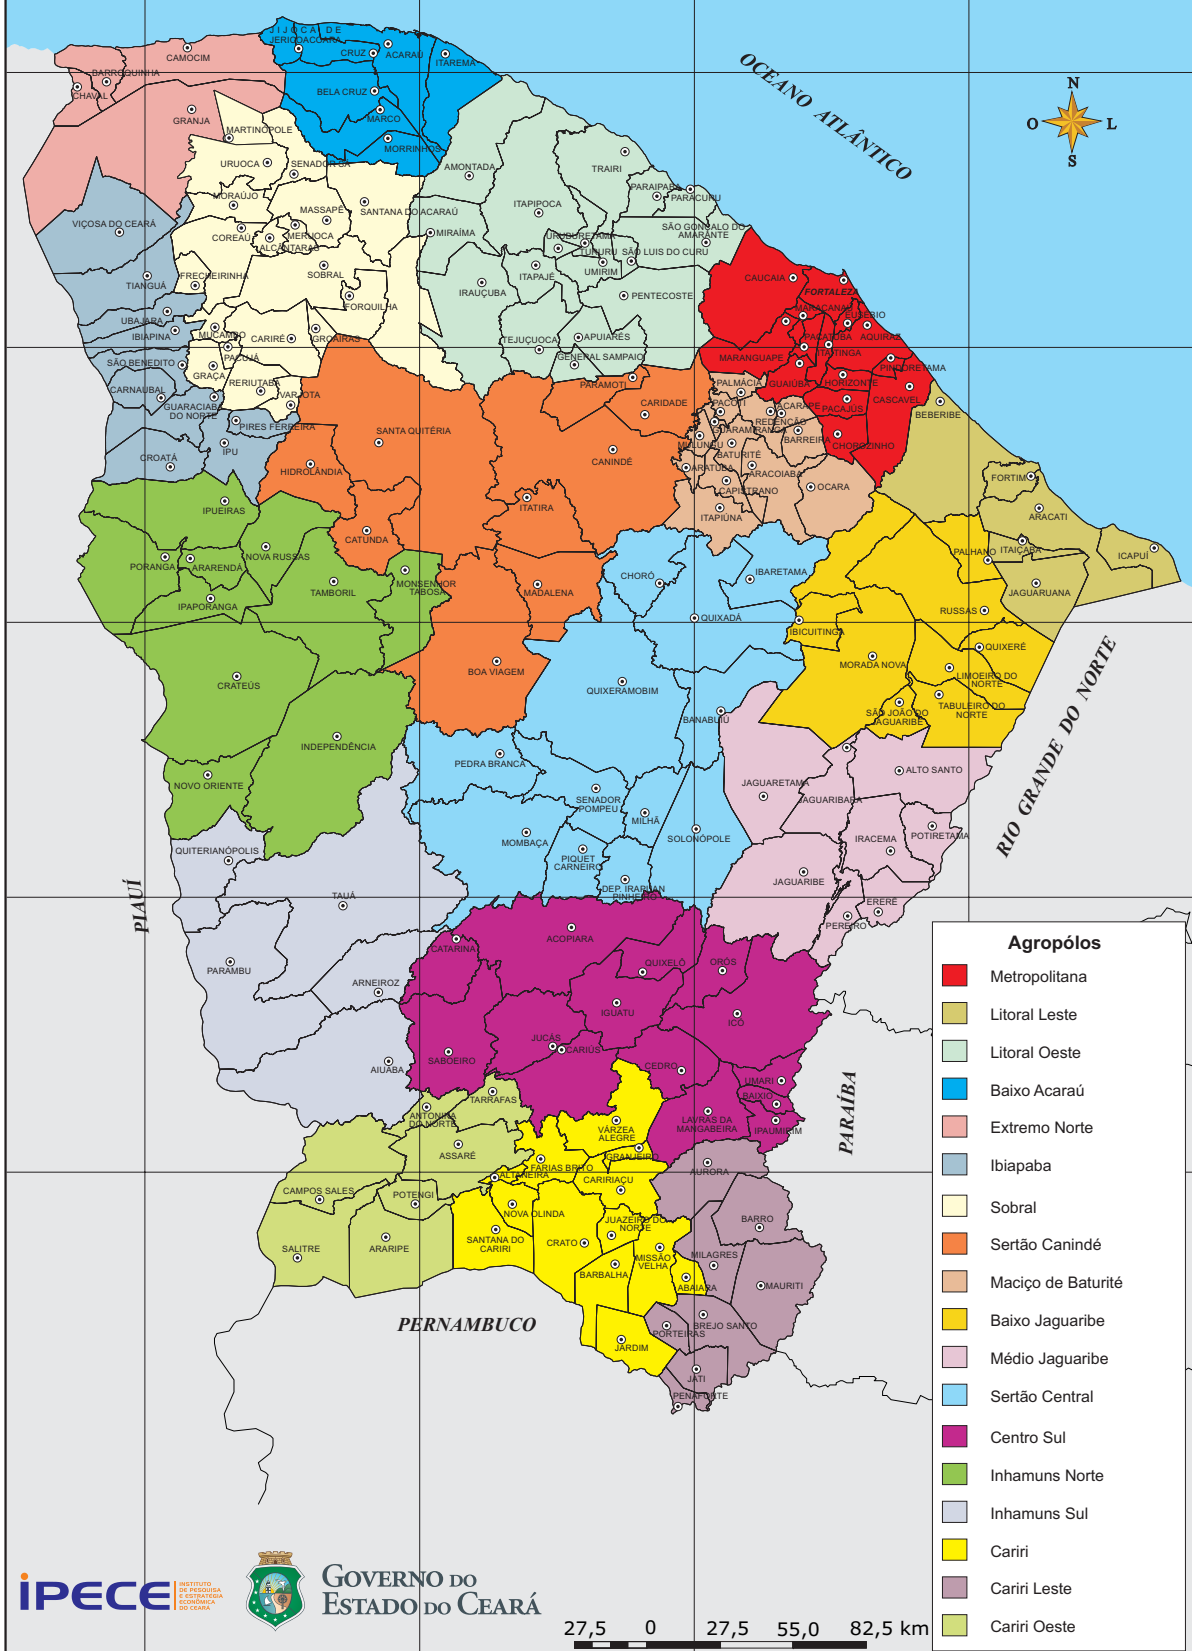 OCEANO ATLÂNTICO
N
O
L
S
JIJOCA DE
JERICOACOARA
CRUZ
ACARAÚ
ITAREMA
CAMOCIM
BARROQUINHA
CHAVAL
BELA CRUZ
MARCO
GRANJA
MARTINÓPOLE
MORRINHOS
URUOCA
SENADOR SÁ
AMONTADA
TRAIRI
MORAÚJO
MASSAPÊ
SANTANA DO ACARAÚ
ITAPIPOCA
PARAIPABA
PARACURU
VIÇOSA DO CEARÁ
COREAÚ
MERUOCA
ALCÂNTARAS
MIRAÍMA
URUBURETAMA
TURURU
SÃO GONÇALO DO
AMARANTE
SÃO LUIS DO CURU
UMIRIM
TIANGUÁ
FRECHEIRINHA
SOBRAL
ITAPAJÉ
IRAUÇUBA
PENTECOSTE
CAUCAIA
FORTALEZA
FORQUILHA
UBAJARA
IBIAPINA
MUCAMBO
CARIRÉ
GROAÍRAS
PACUJÁ
APUIARÉS
TEJUÇUOCA
GENERAL SAMPAIO
MARACANAÚ
EUSÉBIO
AQUIRAZ
PACATUBA
ITAITINGA
MARANGUAPE
PINDORETAMA
SÃO BENEDITO
GRAÇA
RERIUTABA
VARJOTA
CARNAUBAL
GUARACIABA
DO NORTE
PIRES FERREIRA
PARAMOTI
CARIDADE
PALMÁCIA
GUAIÚBA
HORIZONTE
CASCAVEL
PACAJÚS
BEBERIBE
PACOTI
ACARAPE
REDENÇÃO
GUARAMIRANGA
BARREIRA
CHOROZINHO
MULUNGU
BATURITÉ
ARATUBA
ARACOIABA
CAPISTRANO
OCARA
ITAPIÚNA
CROATÁ
IPU
SANTA QUITÉRIA
HIDROLÂNDIA
CANINDÉ
ITATIRA
CATUNDA
FORTIM
ARACATI
ITAIÇABA
ICAPUÍ
PALHANO
JAGUARUANA
IPUEIRAS
NOVA RUSSAS
PORANGA
ARARENDÁ
IPAPORANGA
TAMBORIL
MONSENHOR
TABOSA
MADALENA
CHORÓ
IBARETAMA
QUIXADÁ
IBICUITINGA
RUSSAS
QUIXERÉ
MORADA NOVA
LIMOEIRO DO
NORTE
TABULEIRO DO
NORTE
SÃO JOÃO DO
JAGUARIBE
CRATEÚS
BOA VIAGEM
QUIXERAMOBIM
BANABUIÚ
INDEPENDÊNCIA
PEDRA BRANCA
NOVO ORIENTE
SENADOR
POMPEU
MILHÃ
SOLONÓPOLE
JAGUARETAMA
JAGUARIBARA
ALTO SANTO
POTIRETAMA
IRACEMA
RIO GRANDE DO NORTE
QUITERIANÓPOLIS
MOMBAÇA
PIQUET
CARNEIRO
DEP. IRAPUAN
PINHEIRO
JAGUARIBE
ERERÊ
PEREIRO
PIAUÍ
TAUÁ
PARAMBU
ARNEIROZ
CATARINA
ACOPIARA
QUIXELÔ
ORÓS
IGUATU
ICÓ
AIUABA
SABOEIRO
JUCÁS
CARIÚS
CEDRO
UMARI
BAIXIO
IPAUMIRIM
LAVRAS DA
MANGABEIRA
PARAÍBA
TARRAFAS
ANTONINA
DO NORTE
ASSARÉ
VÁRZEA
ALEGRE
GRANJEIRO
AURORA
FARIAS BRITO
ALTANEIRA
CARIRIAÇU
CAMPOS SALES
POTENGI
NOVA OLINDA
BARRO
SALITRE
ARARIPE
SANTANA DO
CARIRI
CRATO
JUAZEIRO DO
NORTE
MISSÃO
VELHA
MILAGRES
BARBALHA
ABAIARA
MAURITI
PERNAMBUCO
BREJO SANTO
PORTEIRAS
JARDIM
JATI
PENAFORTE
Agropólos
Metropolitana
Litoral Leste
Litoral Oeste
Baixo Acaraú
Extremo Norte
Ibiapaba
Sobral
Sertão Canindé
Maciço de Baturité
Baixo Jaguaribe
Médio Jaguaribe
Sertão Central
Centro Sul
Inhamuns Norte
Inhamuns Sul
Cariri
Cariri Leste
Cariri Oeste
IPECE
INSTITUTO
DE PESQUISA
E ESTRATÉGIA
ECONÔMICA
DO CEARÁ
GOVERNO DO
ESTADO DO CEARÁ
27,5 0 27,5 55,0 82,5 km